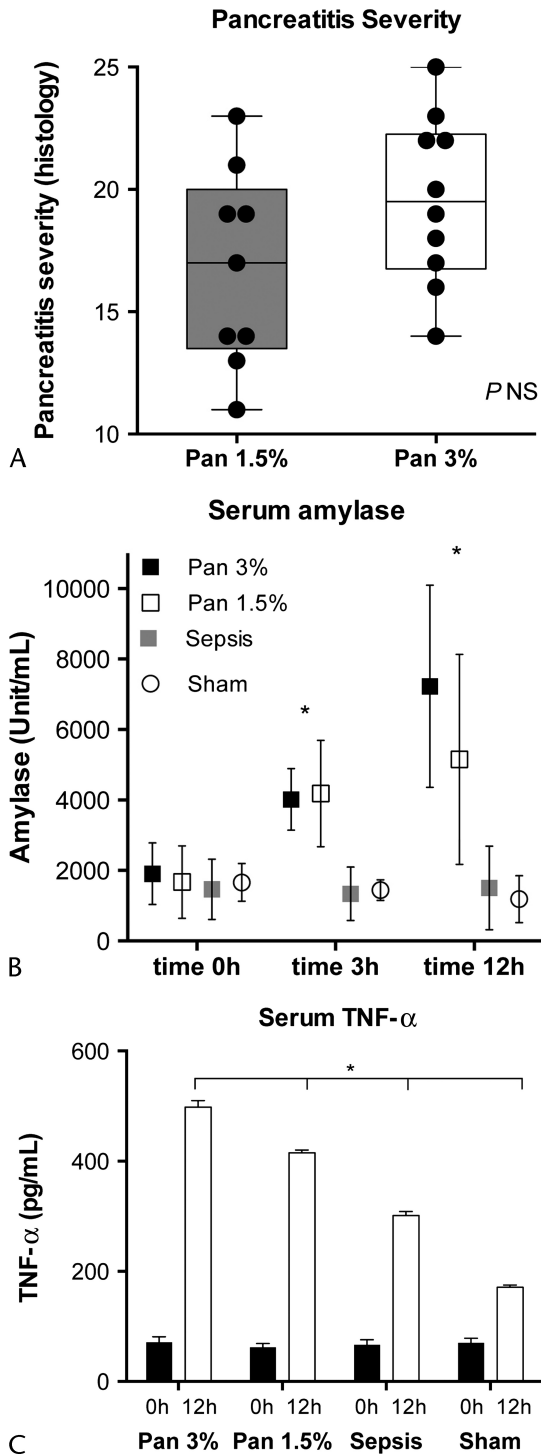 Pancreatitis Severity
Pancreatitis severity (histology)
25
20
15
10
P NS
Pan 1.5% Pan 3%
A
Serum amylase
Amylase (Unit/mL)
*
Pan 3%
Pan 1.5%
Sepsis
Sham
*
10000
8000
6000
4000
2000
0
time 0h time 3h time 12h
B
Serum TNF-α
TNF-α (pg/mL)
*
600
400
200
0
0h 12h 0h 12h 0h 12h 0h 12h
Pan 3% Pan 1.5% Sepsis Sham
C